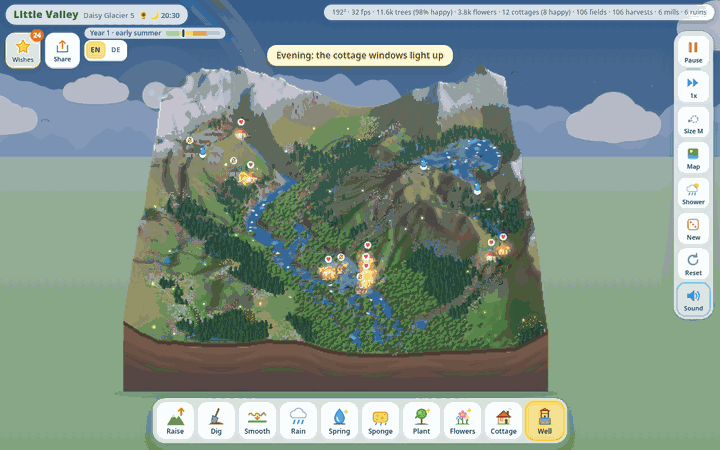 Little Valley Daisy Glacier 5 20:30
192² · 32 fps · 11.6k trees (98% happy) · 3.8k flowers · 12 cottages (8 happy) · 106 fields · 106 harvests · 6 mills · 6 ruins
24
Wishes
Share
Year 1 · early summer
EN DE
Evening: the cottage windows light up
Pause
1x
Size M
Map
Shower
New
Reset
Sound
Raise Dig Smooth Rain Spring Sponge Plant Flowers Cottage Well